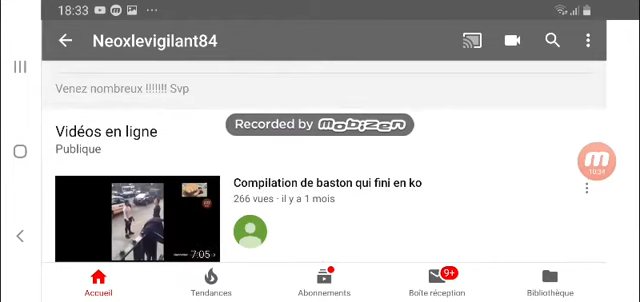 18:33
Neoxlevigilant84
Venez nombreux !!!!!!! Svp
Recorded by mobizen
Vidéos en ligne
Publique
10:34
Compilation de baston qui fini en ko
266 vues · il y a 1 mois
7:05
9+
Accueil
Tendances
Abonnements
Boîte réception
Bibliothèque